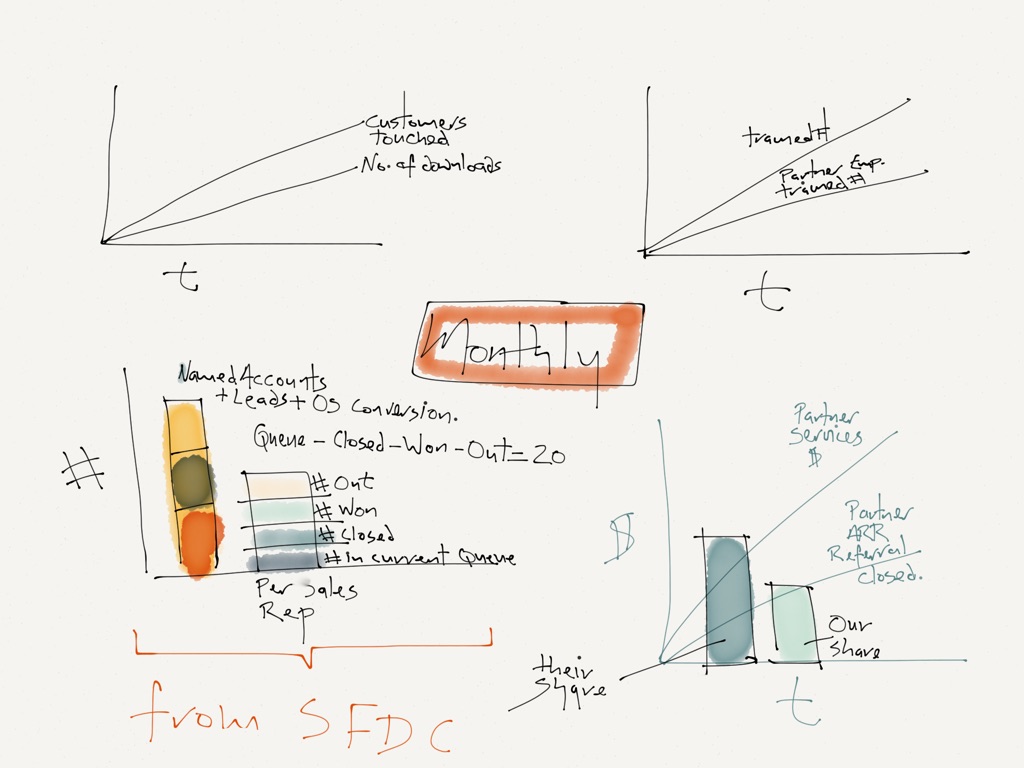 Customers
touched
No. of downloads
t
trained#
Partner Emp.
trained #
t
Monthly
Named Accounts
+ Leads + OS Conversion.
Queue - Closed - Won - Out = 20
#
# Out
# Won
# Closed
# In current Queue
Per Sales
Rep
from SFDC
Partner
Services
$
$
Partner
ARR
Referral
Closed.
Our
Share
their
Share
t